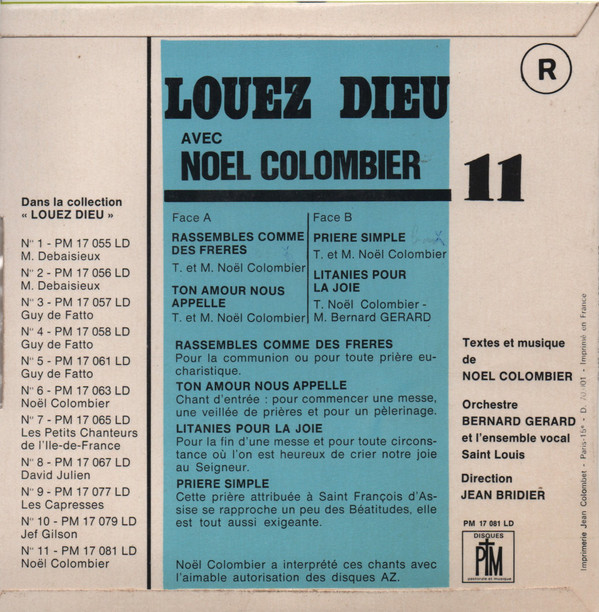 R
LOUEZ DIEU
AVEC
NOEL COLOMBIER
11
Dans la collection
« LOUEZ DIEU »
N° 1 - PM 17 055 LD
M. Debaisieux
N° 2 - PM 17 056 LD
M. Debaisieux
N° 3 - PM 17 057 LD
Guy de Fatto
N° 4 - PM 17 058 LD
Guy de Fatto
N° 5 - PM 17 061 LD
Guy de Fatto
N° 6 - PM 17 063 LD
Noël Colombier
N° 7 - PM 17 065 LD
Les Petits Chanteurs
de l'Ile-de-France
N° 8 - PM 17 067 LD
David Julien
N° 9 - PM 17 077 LD
Les Capresses
N° 10 - PM 17 079 LD
Jef Gilson
N° 11 - PM 17 081 LD
Noël Colombier
Face A
RASSEMBLES COMME
DES FRERES
T. et M. Noël Colombier
TON AMOUR NOUS
APPELLE
T. et M. Noël Colombier
Face B
PRIERE SIMPLE
T. et M. Noël Colombier
LITANIES POUR
LA JOIE
T. Noël Colombier -
M. Bernard GERARD
RASSEMBLES COMME DES FRERES
Pour la communion ou pour toute prière eu-
charistique.
TON AMOUR NOUS APPELLE
Chant d'entrée : pour commencer une messe,
une veillée de prières et pour un pèlerinage.
LITANIES POUR LA JOIE
Pour la fin d'une messe et pour toute circons-
tance où l'on est heureux de crier notre joie
au Seigneur.
PRIERE SIMPLE
Cette prière attribuée à Saint François d'As-
sise se rapproche un peu des Béatitudes, elle
est tout aussi exigeante.
Noël Colombier a interprété ces chants avec
l'aimable autorisation des disques AZ.
Textes et musique
de
NOEL COLOMBIER
Orchestre
BERNARD GERARD
et l'ensemble vocal
Saint Louis
Direction
JEAN BRIDIER
PM 17 081 LD
DISQUES
PM
pastorale et musique
Imprimerie Jean Colombet - Paris-15e - D. - Imprimé en France